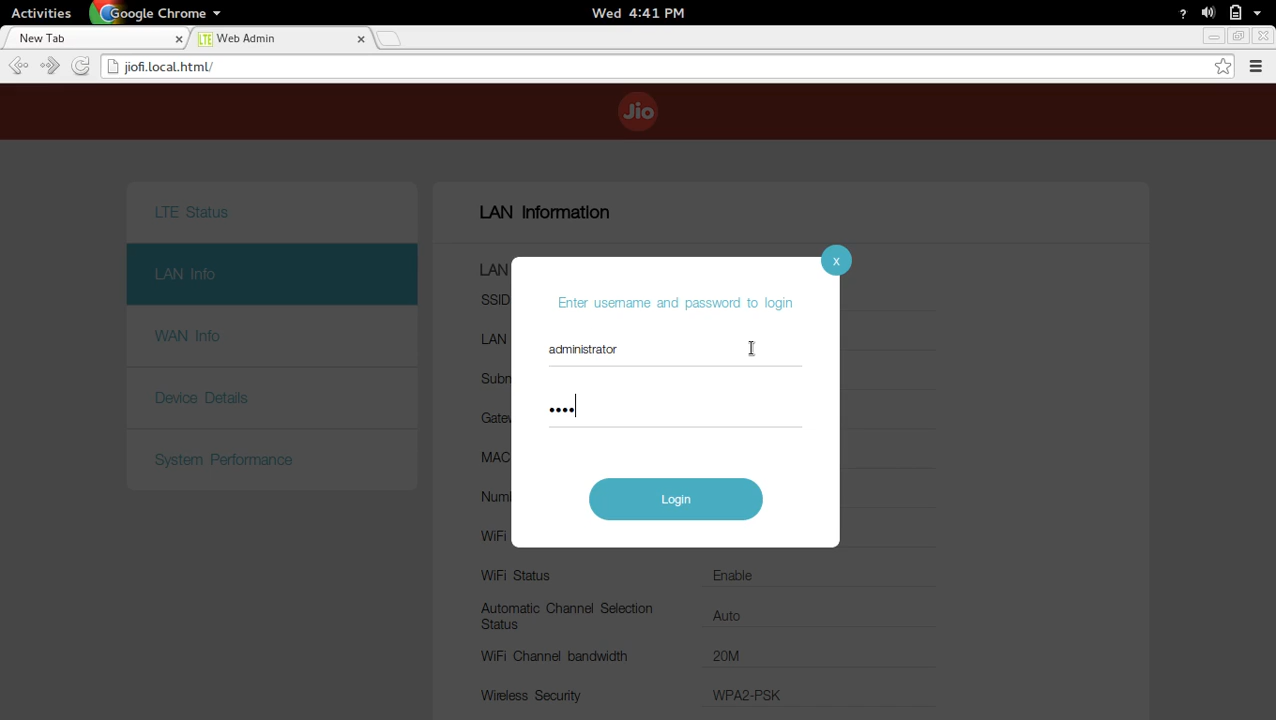 Activities Google Chrome Wed 4:41 PM ?
New Tab x LTE Web Admin x
jiofi.local.html/
Jio
LTE Status
LAN Info
WAN Info
Device Details
System Performance
LAN Information
LAN
SSID
LAN
Subn
Gatew
MAC
Numb
WiFi
WiFi Status Enable
Automatic Channel Selection Status Auto
WiFi Channel bandwidth 20M
Wireless Security WPA2-PSK
x
Enter username and password to login
administrator
••••
Login